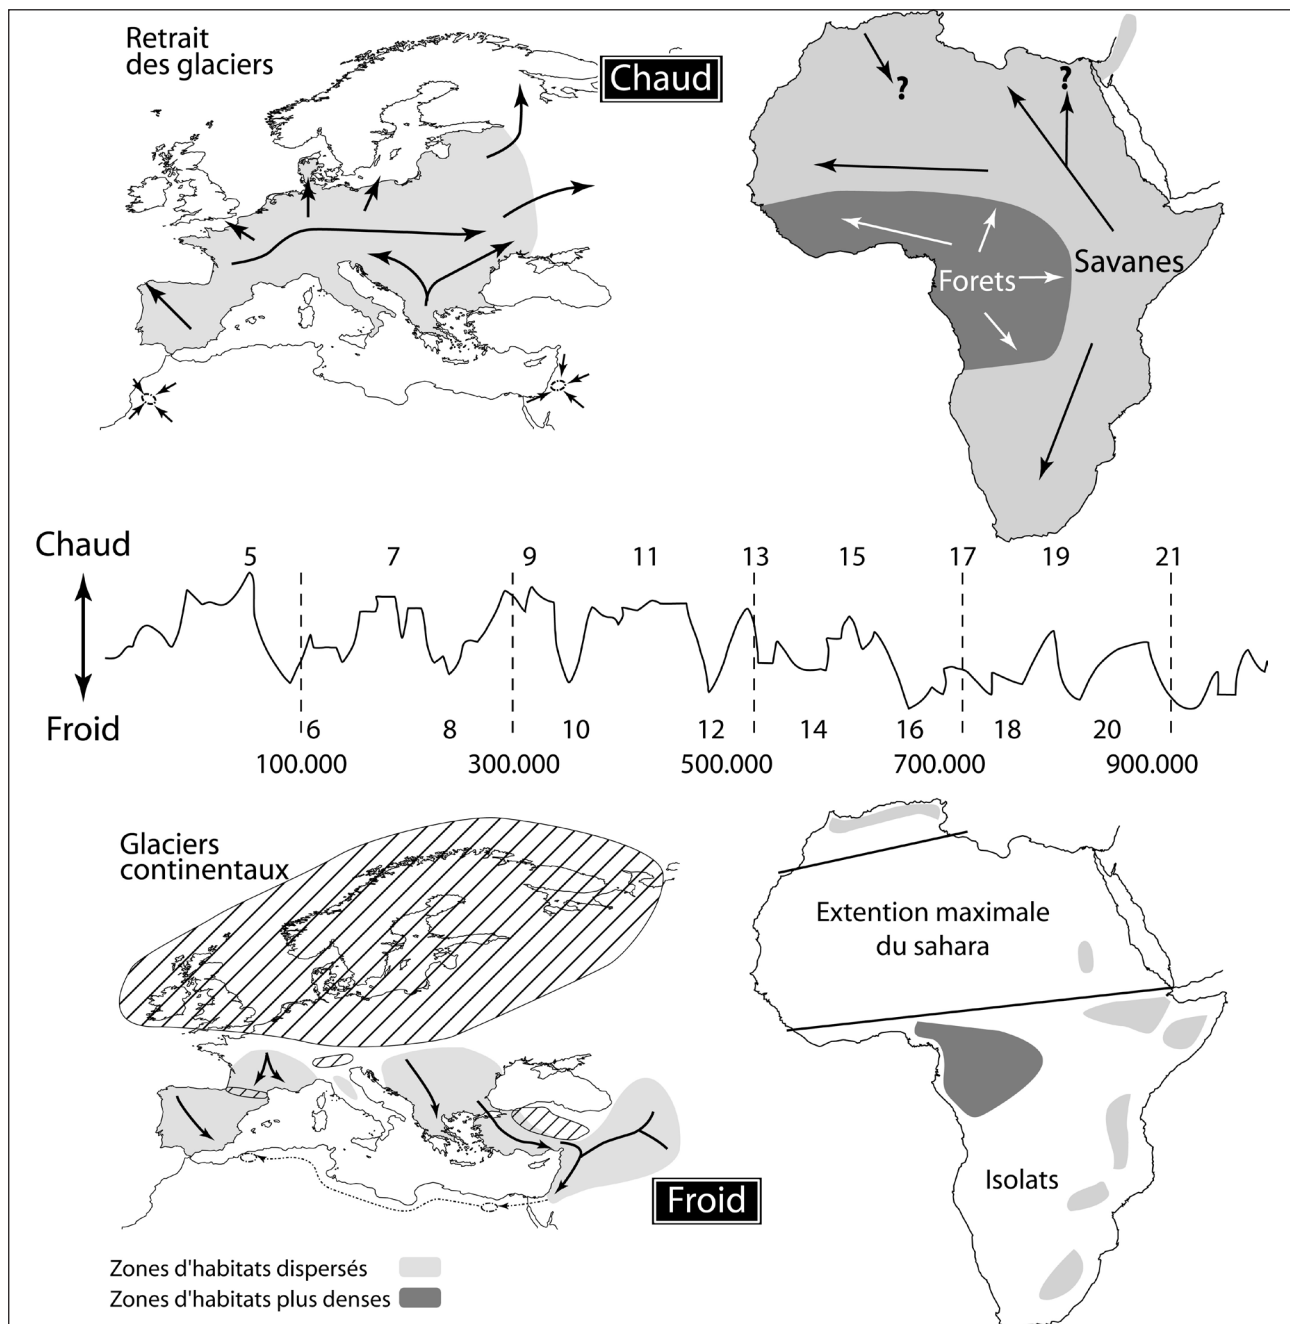 Retrait
des glaciers
Chaud
?
?
Savanes
Forets
Chaud
5 7 9 11 13 15 17 19 21
Froid
6 8 10 12 14 16 18 20
100.000 300.000 500.000 700.000 900.000
Glaciers
continentaux
Extention maximale
du sahara
Isolats
Froid
Zones d'habitats dispersés
Zones d'habitats plus denses